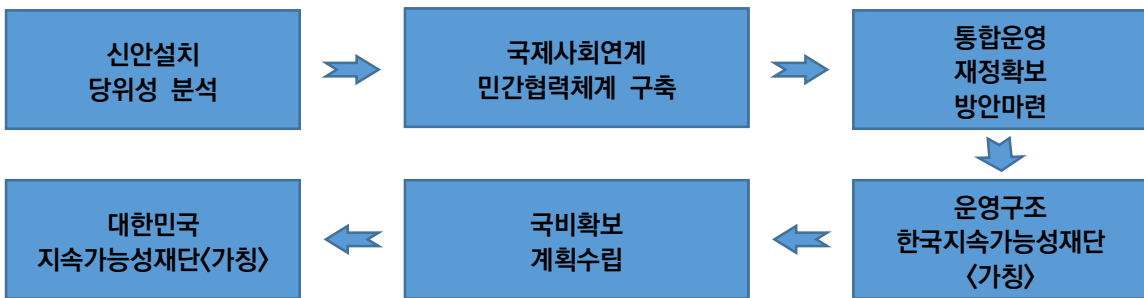 신안설치
당위성 분석
국제사회연계
민간협력체계 구축
통합운영
재정확보
방안마련
운영구조
한국지속가능성재단
〈가칭〉
국비확보
계획수립
대한민국
지속가능성재단〈가칭〉